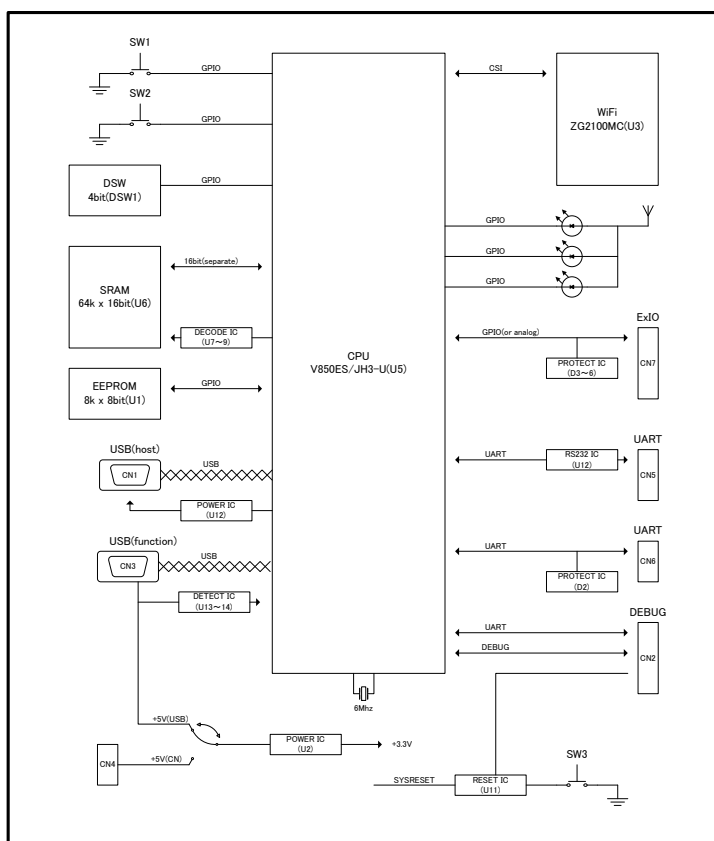 SW1
GPIO
SW2
GPIO
DSW
4bit(DSW1)
GPIO
SRAM
64k x 16bit(U6)
16bit(separate)
DECODE IC
(U7～9)
EEPROM
8k x 8bit(U1)
GPIO
USB(host)
CN1
USB
POWER IC
(U12)
USB(function)
CN3
USB
DETECT IC
(U13～14)
CPU
V850ES/JH3-U(U5)
6Mhz
CSI
WiFi
ZG2100MC(U3)
GPIO
GPIO
GPIO
ExIO
GPIO(or analog)
CN7
PROTECT IC
(D3～6)
UART
UART
RS232 IC
(U12)
CN5
UART
UART
CN6
PROTECT IC
(D2)
DEBUG
UART
DEBUG
CN2
+5V(USB)
POWER IC
(U2)
+3.3V
CN4
+5V(CN)
SW3
SYSRESET
RESET IC
(U11)